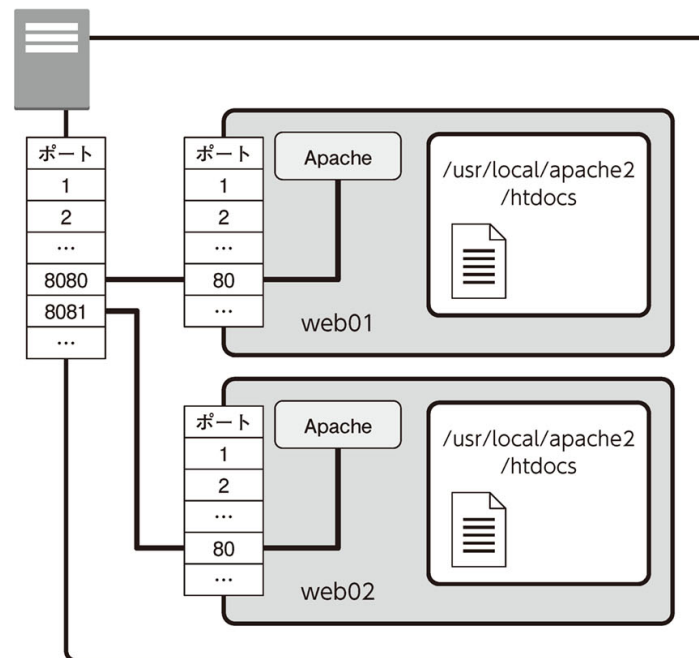 ポート
1
2
…
8080
8081
…
ポート
1
2
…
80
…
Apache
/usr/local/apache2
/htdocs
web01
ポート
1
2
…
80
…
Apache
/usr/local/apache2
/htdocs
web02